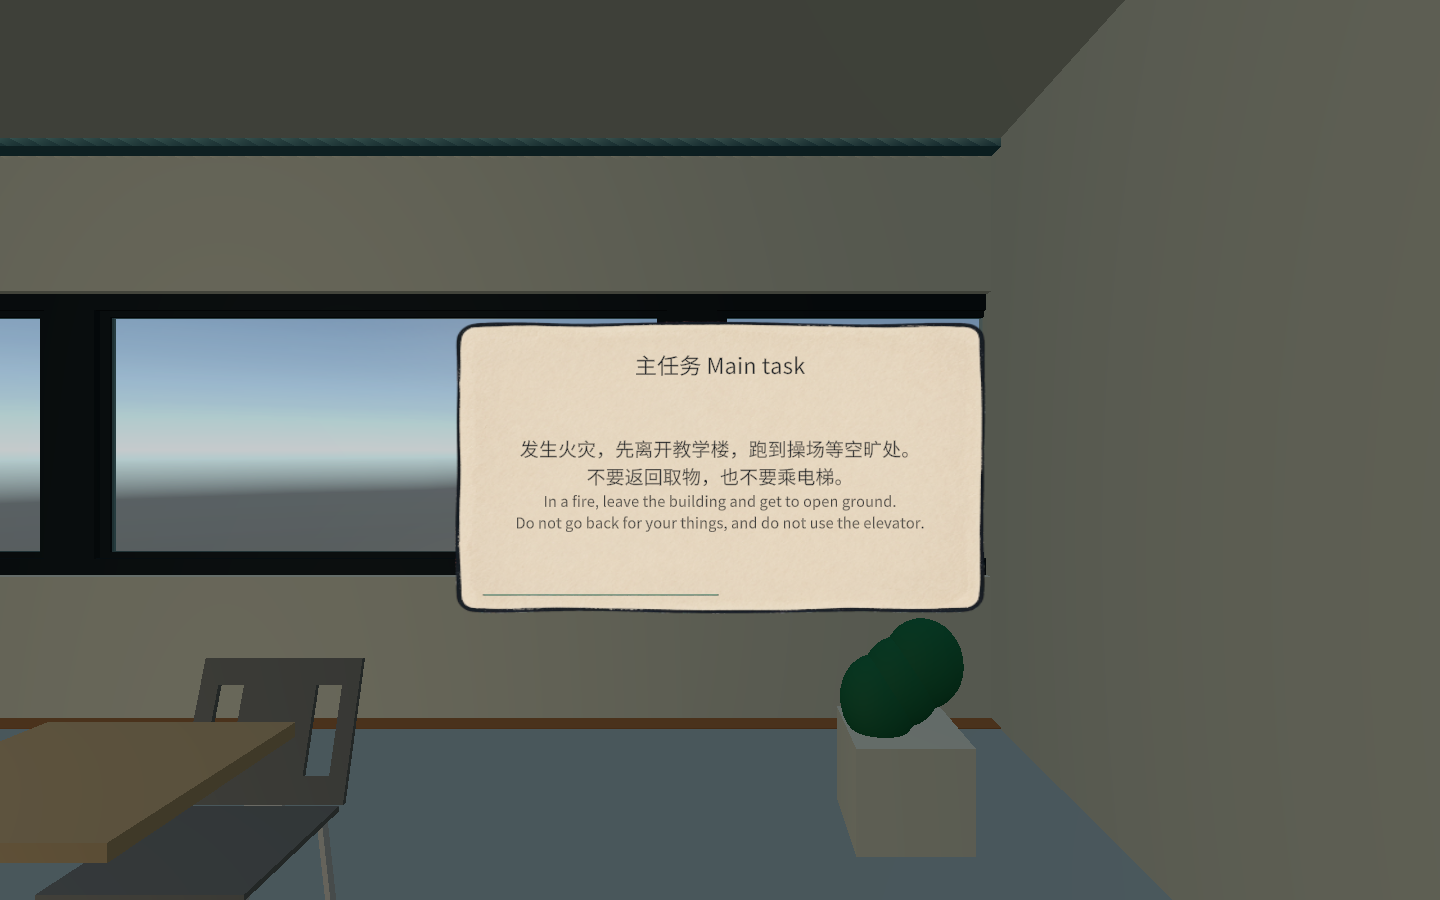 主任务 Main task
发生火灾，先离开教学楼，跑到操场等空旷处。
不要返回取物，也不要乘电梯。
In a fire, leave the building and get to open ground.
Do not go back for your things, and do not use the elevator.